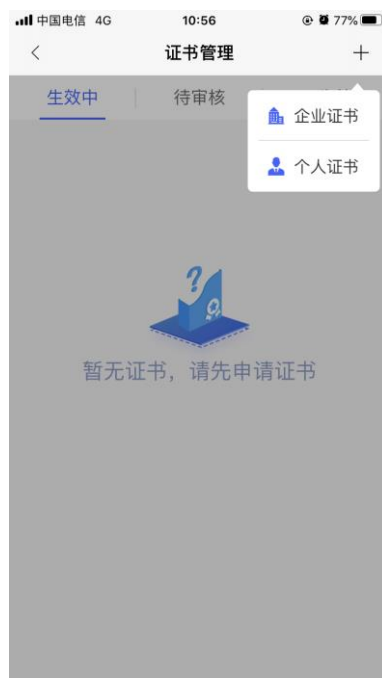 中国电信 4G 10:56 77%
证书管理
生效中 待审核
企业证书
个人证书
暂无证书，请先申请证书